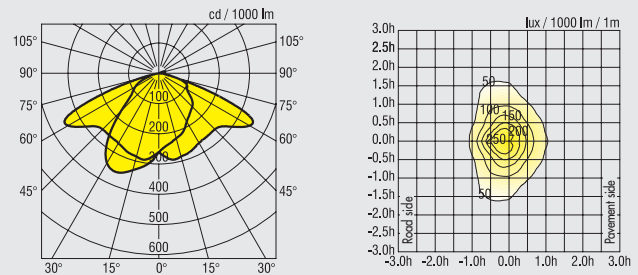 cd / 1000 lm
105°
90°
75°
60°
45°
30°
15°
0°
15°
30°
105°
90°
75°
60°
45°
100
200
300
400
500
600
lux / 1000 lm / 1m
3.0h
2.5h
2.0h
1.5h
1.0h
0.5h
0.0h
-0.5h
-1.0h
-1.5h
-2.0h
-2.5h
-3.0h
-3.0h
-2.0h
-1.0h
0.0h
1.0h
2.0h
3.0h
50
100
150
200
250
50
Road side
Pavement side